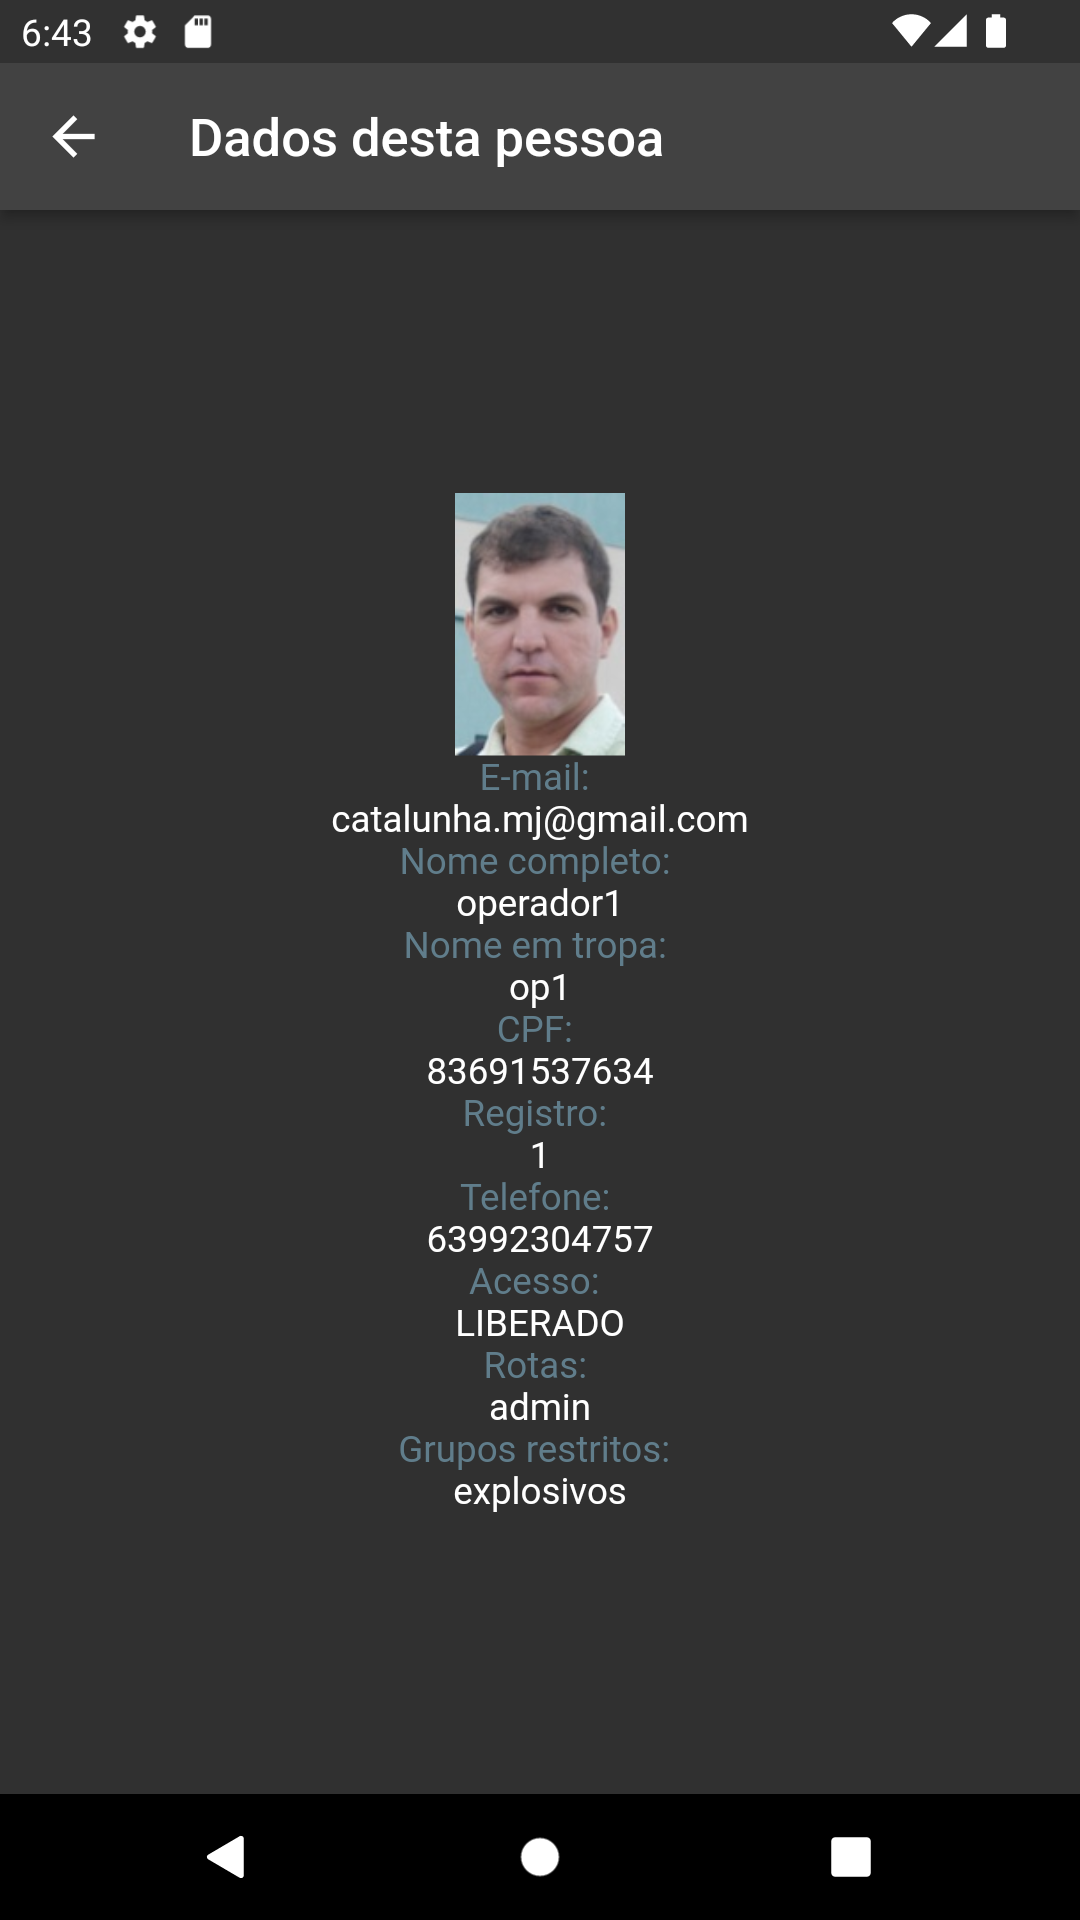 6:43
Dados desta pessoa
E-mail:
catalunha.mj@gmail.com
Nome completo:
operador1
Nome em tropa:
op1
CPF:
83691537634
Registro:
1
Telefone:
63992304757
Acesso:
LIBERADO
Rotas:
admin
Grupos restritos:
explosivos